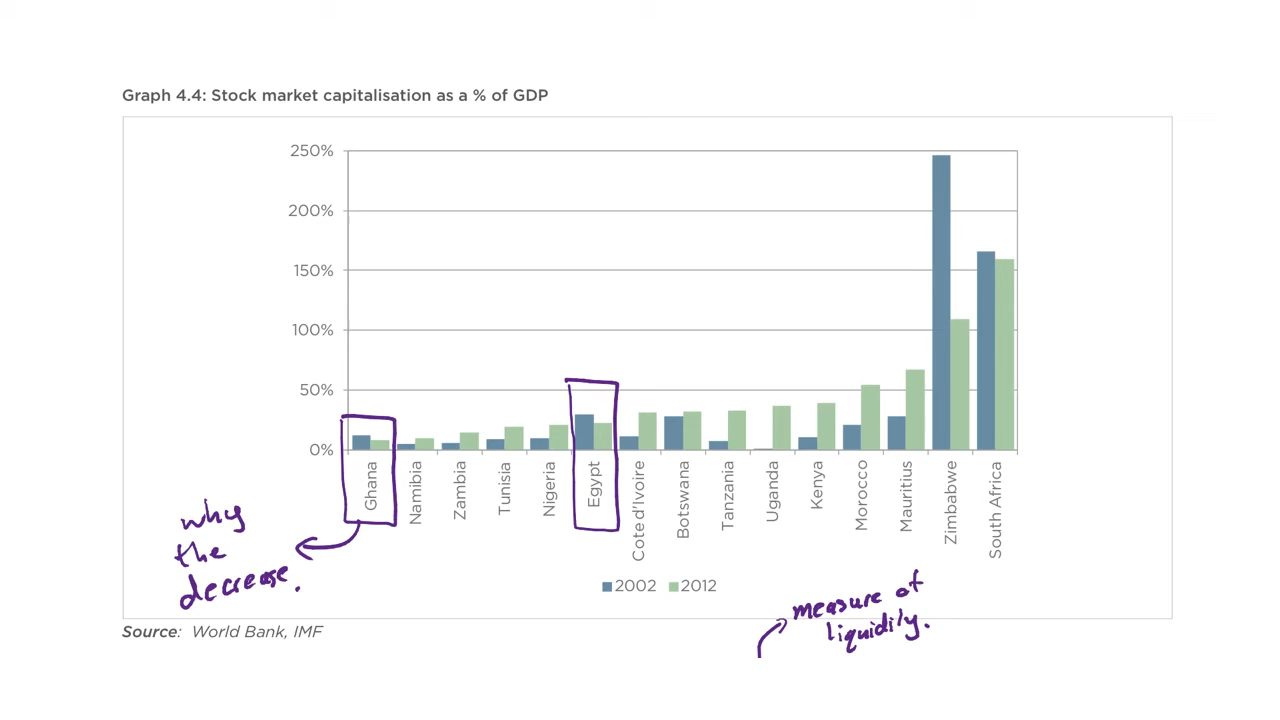 Graph 4.4: Stock market capitalisation as a % of GDP
250%
200%
150%
100%
50%
0%
Ghana
Namibia
Zambia
Tunisia
Nigeria
Egypt
Cote d'Ivoire
Botswana
Tanzania
Uganda
Kenya
Morocco
Mauritius
Zimbabwe
South Africa
why
the
decrease.
2002 2012
measure of
liquidily.
Source: World Bank, IMF